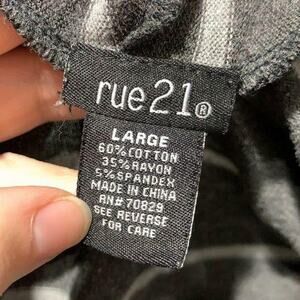 rue21®
LARGE
60%COTTON
35%RAYON
5%SPANDEX
MADE IN CHINA
RN#70829
SEE REVERSE
FOR CARE